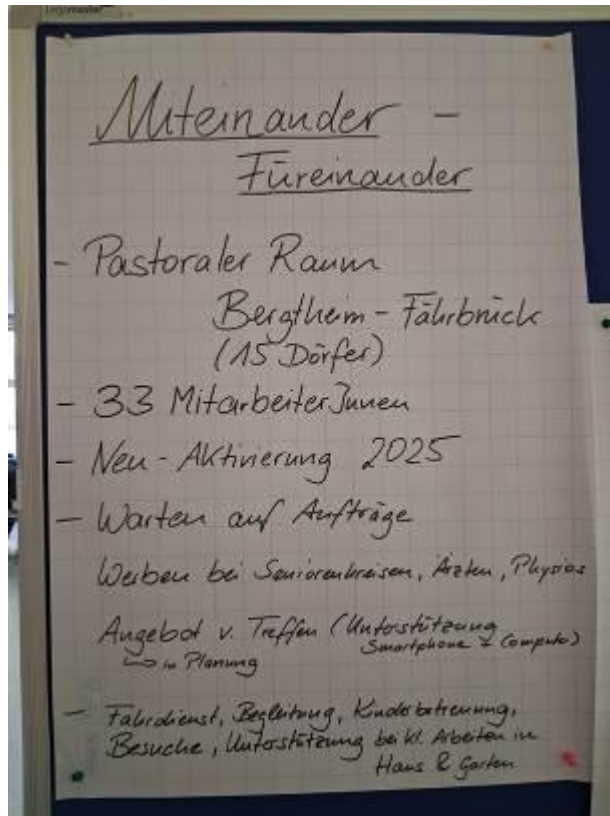 Legamaster
Miteinander -
Füreinander
- Pastoraler Raum
Bergtheim - Fährbrück
(15 Dörfer)
- 33 MitarbeiterInnen
- Neu - Aktivierung 2025
- Warten auf Aufträge
Werben bei Seniorenkreisen, Ärzten, Physios
Angebot v. Treffen (Unterstützung
Smartphone + Computer)
↳ in Planung
- Fahrdienst, Begleitung, Kinderbetreuung,
Besuche, Unterstützung bei kl. Arbeiten in
Haus & Garten